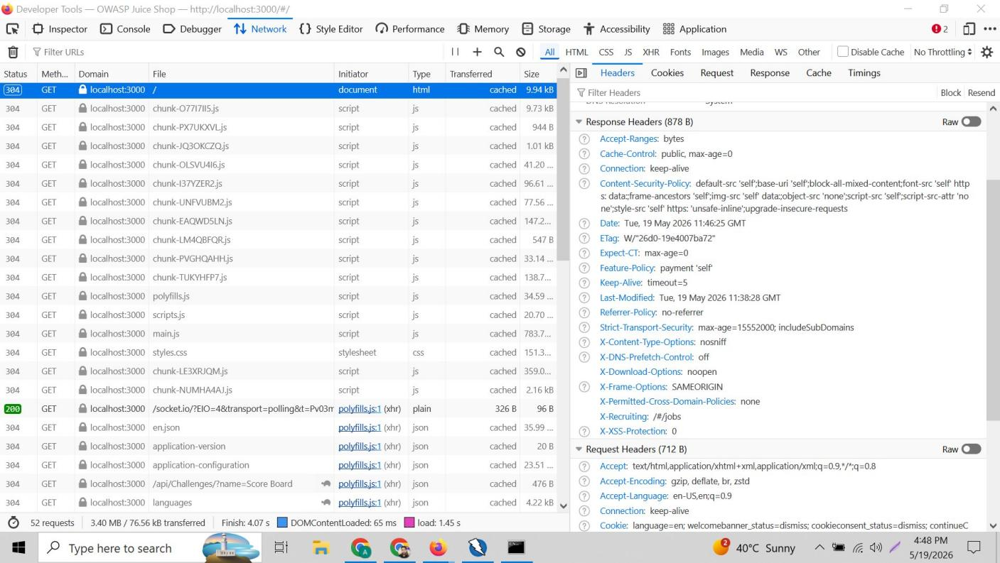 Developer Tools — OWASP Juice Shop — http://localhost:3000/#/
Inspector Console Debugger Network Style Editor Performance Memory Storage Accessibility Application 2
Filter URLs All HTML CSS JS XHR Fonts Images Media WS Other Disable Cache No Throttling
Status Meth... Domain File Initiator Type Transferred Size
304 GET localhost:3000 / document html cached 9.94 kB
304 GET localhost:3000 chunk-O77I7II5.js script js cached 9.73 kB
304 GET localhost:3000 chunk-PX7UKXVL.js script js cached 944 B
304 GET localhost:3000 chunk-JQ3OKCZQ.js script js cached 1.01 kB
304 GET localhost:3000 chunk-OLSVU4I6.js script js cached 41.20 ...
304 GET localhost:3000 chunk-I37YZER2.js script js cached 96.61 ...
304 GET localhost:3000 chunk-UNFVUBM2.js script js cached 77.56 ...
304 GET localhost:3000 chunk-EAQWD5LN.js script js cached 147.2...
304 GET localhost:3000 chunk-LM4QBFQR.js script js cached 547 B
304 GET localhost:3000 chunk-PVGHQAHH.js script js cached 33.14 ...
304 GET localhost:3000 chunk-TUKYHFP7.js script js cached 138.7...
304 GET localhost:3000 polyfills.js script js cached 34.59 ...
304 GET localhost:3000 scripts.js script js cached 20.70 ...
304 GET localhost:3000 main.js script js cached 783.7...
304 GET localhost:3000 styles.css stylesheet css cached 151.3...
304 GET localhost:3000 chunk-LE3XRJQM.js script js cached 359.0...
304 GET localhost:3000 chunk-NUMHA4AJ.js script js cached 2.16 kB
200 GET localhost:3000 /socket.io/?EIO=4&transport=polling&t=Pv03m polyfills.js:1 (xhr) plain 326 B 96 B
304 GET localhost:3000 en.json polyfills.js:1 (xhr) json cached 35.99 ...
304 GET localhost:3000 application-version polyfills.js:1 (xhr) json cached 20 B
304 GET localhost:3000 application-configuration polyfills.js:1 (xhr) json cached 23.51 ...
304 GET localhost:3000 /api/Challenges/?name=Score Board polyfills.js:1 (xhr) json cached 476 B
304 GET localhost:3000 languages polyfills.js:1 (xhr) json cached 4.22 kB
52 requests 3.40 MB / 76.56 kB transferred Finish: 4.07 s DOMContentLoaded: 65 ms load: 1.45 s
Headers Cookies Request Response Cache Timings
Filter Headers Block Resend
DNS Resolution System
Response Headers (878 B) Raw
Accept-Ranges: bytes
Cache-Control: public, max-age=0
Connection: keep-alive
Content-Security-Policy: default-src 'self';base-uri 'self';block-all-mixed-content;font-src 'self' http
s: data:;frame-ancestors 'self';img-src 'self' data:;object-src 'none';script-src 'self';script-src-attr 'no
ne';style-src 'self' https: 'unsafe-inline';upgrade-insecure-requests
Date: Tue, 19 May 2026 11:46:25 GMT
ETag: W/"26d0-19e4007ba72"
Expect-CT: max-age=0
Feature-Policy: payment 'self'
Keep-Alive: timeout=5
Last-Modified: Tue, 19 May 2026 11:38:28 GMT
Referrer-Policy: no-referrer
Strict-Transport-Security: max-age=15552000; includeSubDomains
X-Content-Type-Options: nosniff
X-DNS-Prefetch-Control: off
X-Download-Options: noopen
X-Frame-Options: SAMEORIGIN
X-Permitted-Cross-Domain-Policies: none
X-Recruiting: /#/jobs
X-XSS-Protection: 0
Request Headers (712 B) Raw
Accept: text/html,application/xhtml+xml,application/xml;q=0.9,*/*;q=0.8
Accept-Encoding: gzip, deflate, br, zstd
Accept-Language: en-US,en;q=0.9
Connection: keep-alive
Cookie: language=en; welcomebanner_status=dismiss; cookieconsent_status=dismiss; continueC
Type here to search 2 40°C Sunny 4:48 PM
5/19/2026